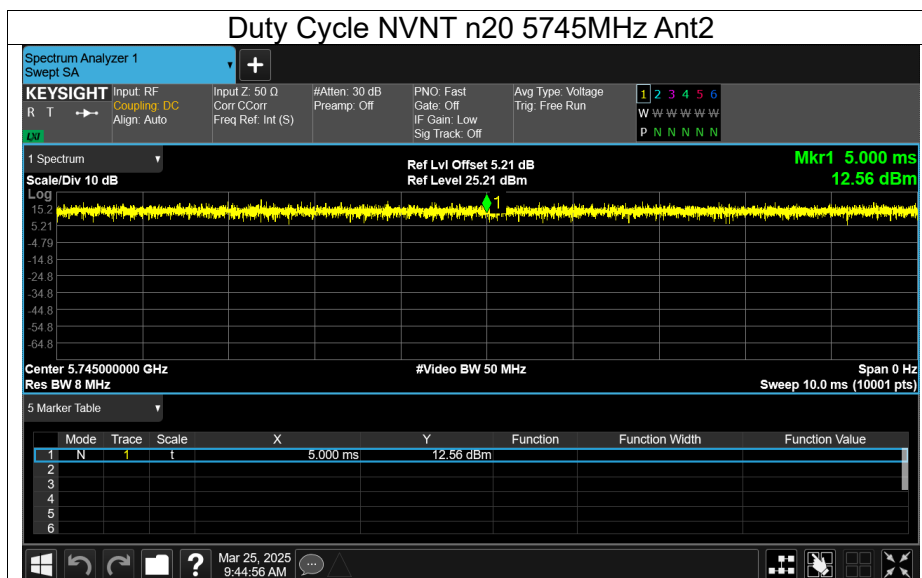 Duty Cycle NVNT n20 5745MHz Ant2
Spectrum Analyzer 1
Swept SA
+
KEYSIGHT
R T
LXI
Input: RF
Coupling: DC
Align: Auto
Input Z: 50 Ω
Corr CCorr
Freq Ref: Int (S)
#Atten: 30 dB
Preamp: Off
PNO: Fast
Gate: Off
IF Gain: Low
Sig Track: Off
Avg Type: Voltage
Trig: Free Run
1 2 3 4 5 6
W W W W W W
P N N N N N
1 Spectrum
Scale/Div 10 dB
Ref Lvl Offset 5.21 dB
Ref Level 25.21 dBm
Mkr1 5.000 ms
12.56 dBm
Log
15.2
5.21
-4.79
-14.8
-24.8
-34.8
-44.8
-54.8
-64.8
1
Center 5.745000000 GHz
#Video BW 50 MHz
Span 0 Hz
Res BW 8 MHz
Sweep 10.0 ms (10001 pts)
5 Marker Table
Mode Trace Scale X Y Function Function Width Function Value
1 N 1 t 5.000 ms 12.56 dBm
2
3
4
5
6
?
Mar 25, 2025
9:44:56 AM